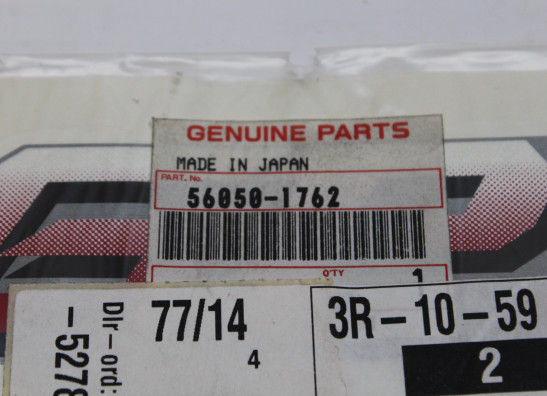 GENUINE PARTS
MADE IN JAPAN
PART. No.
56050-1762
Q'TY 1
77/14
4
3R-10-59
2
Dlr-ord:
-5278